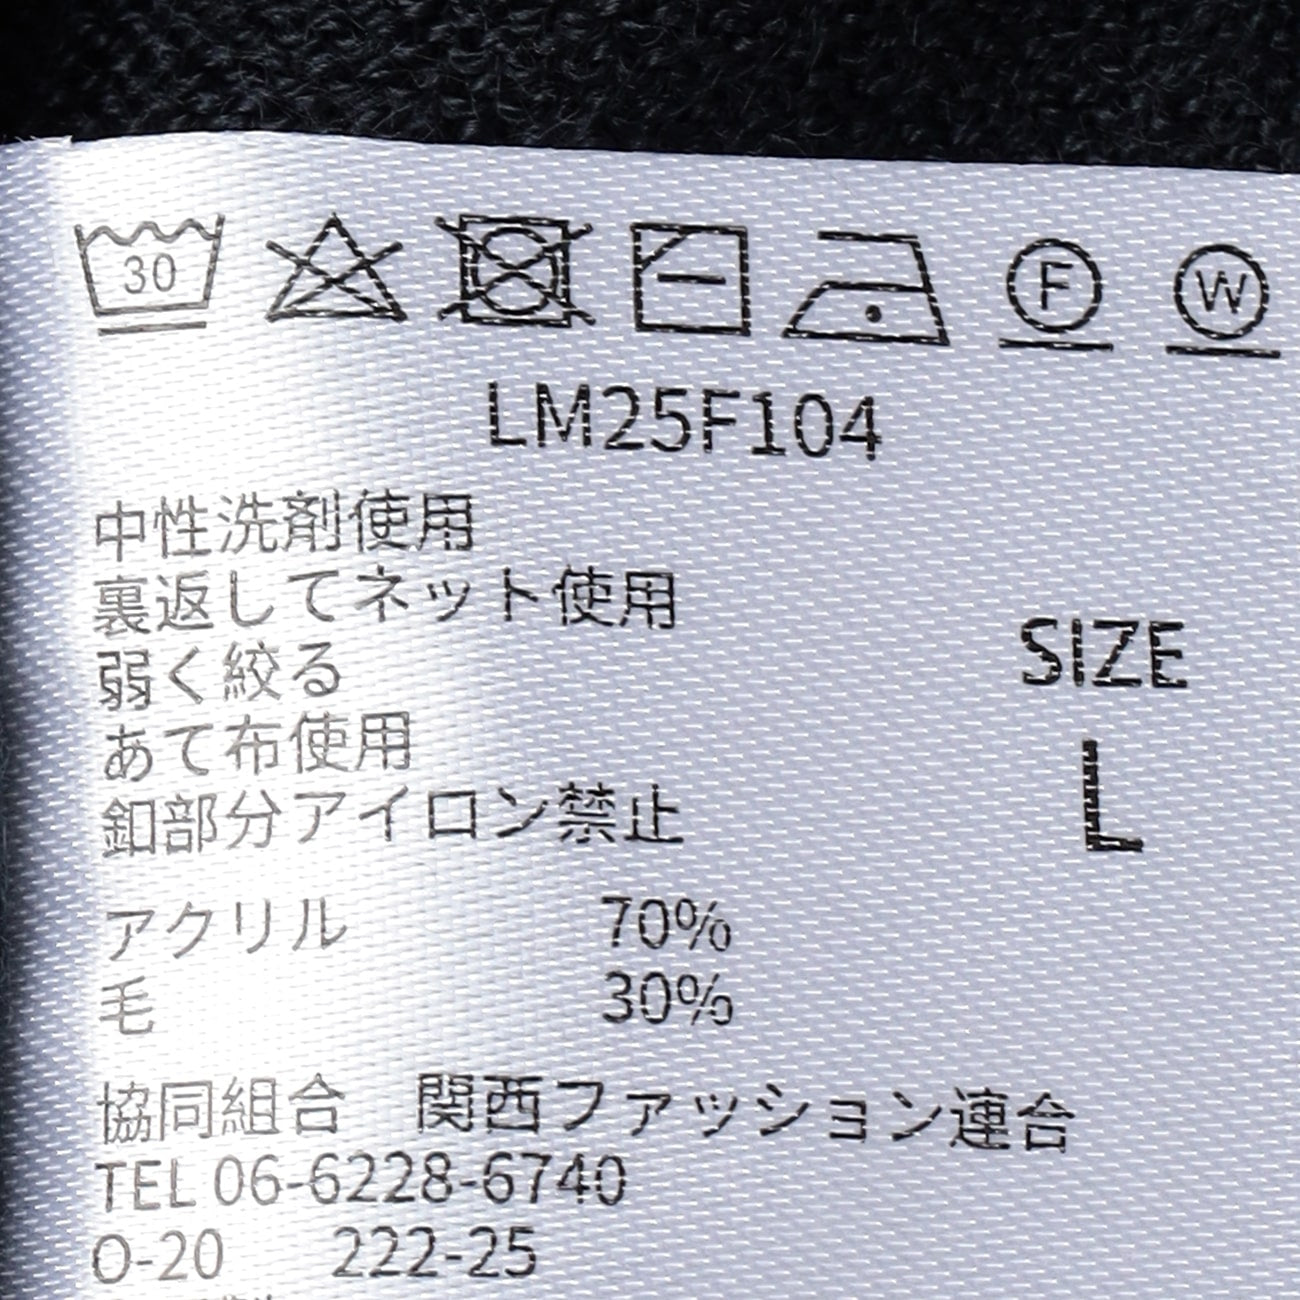 30 F W
LM25F104
中性洗剤使用
裏返してネット使用
弱く絞る
あて布使用
釦部分アイロン禁止
SIZE
L
アクリル 70%
毛 30%
協同組合 関西ファッション連合
TEL 06-6228-6740
O-20 222-25